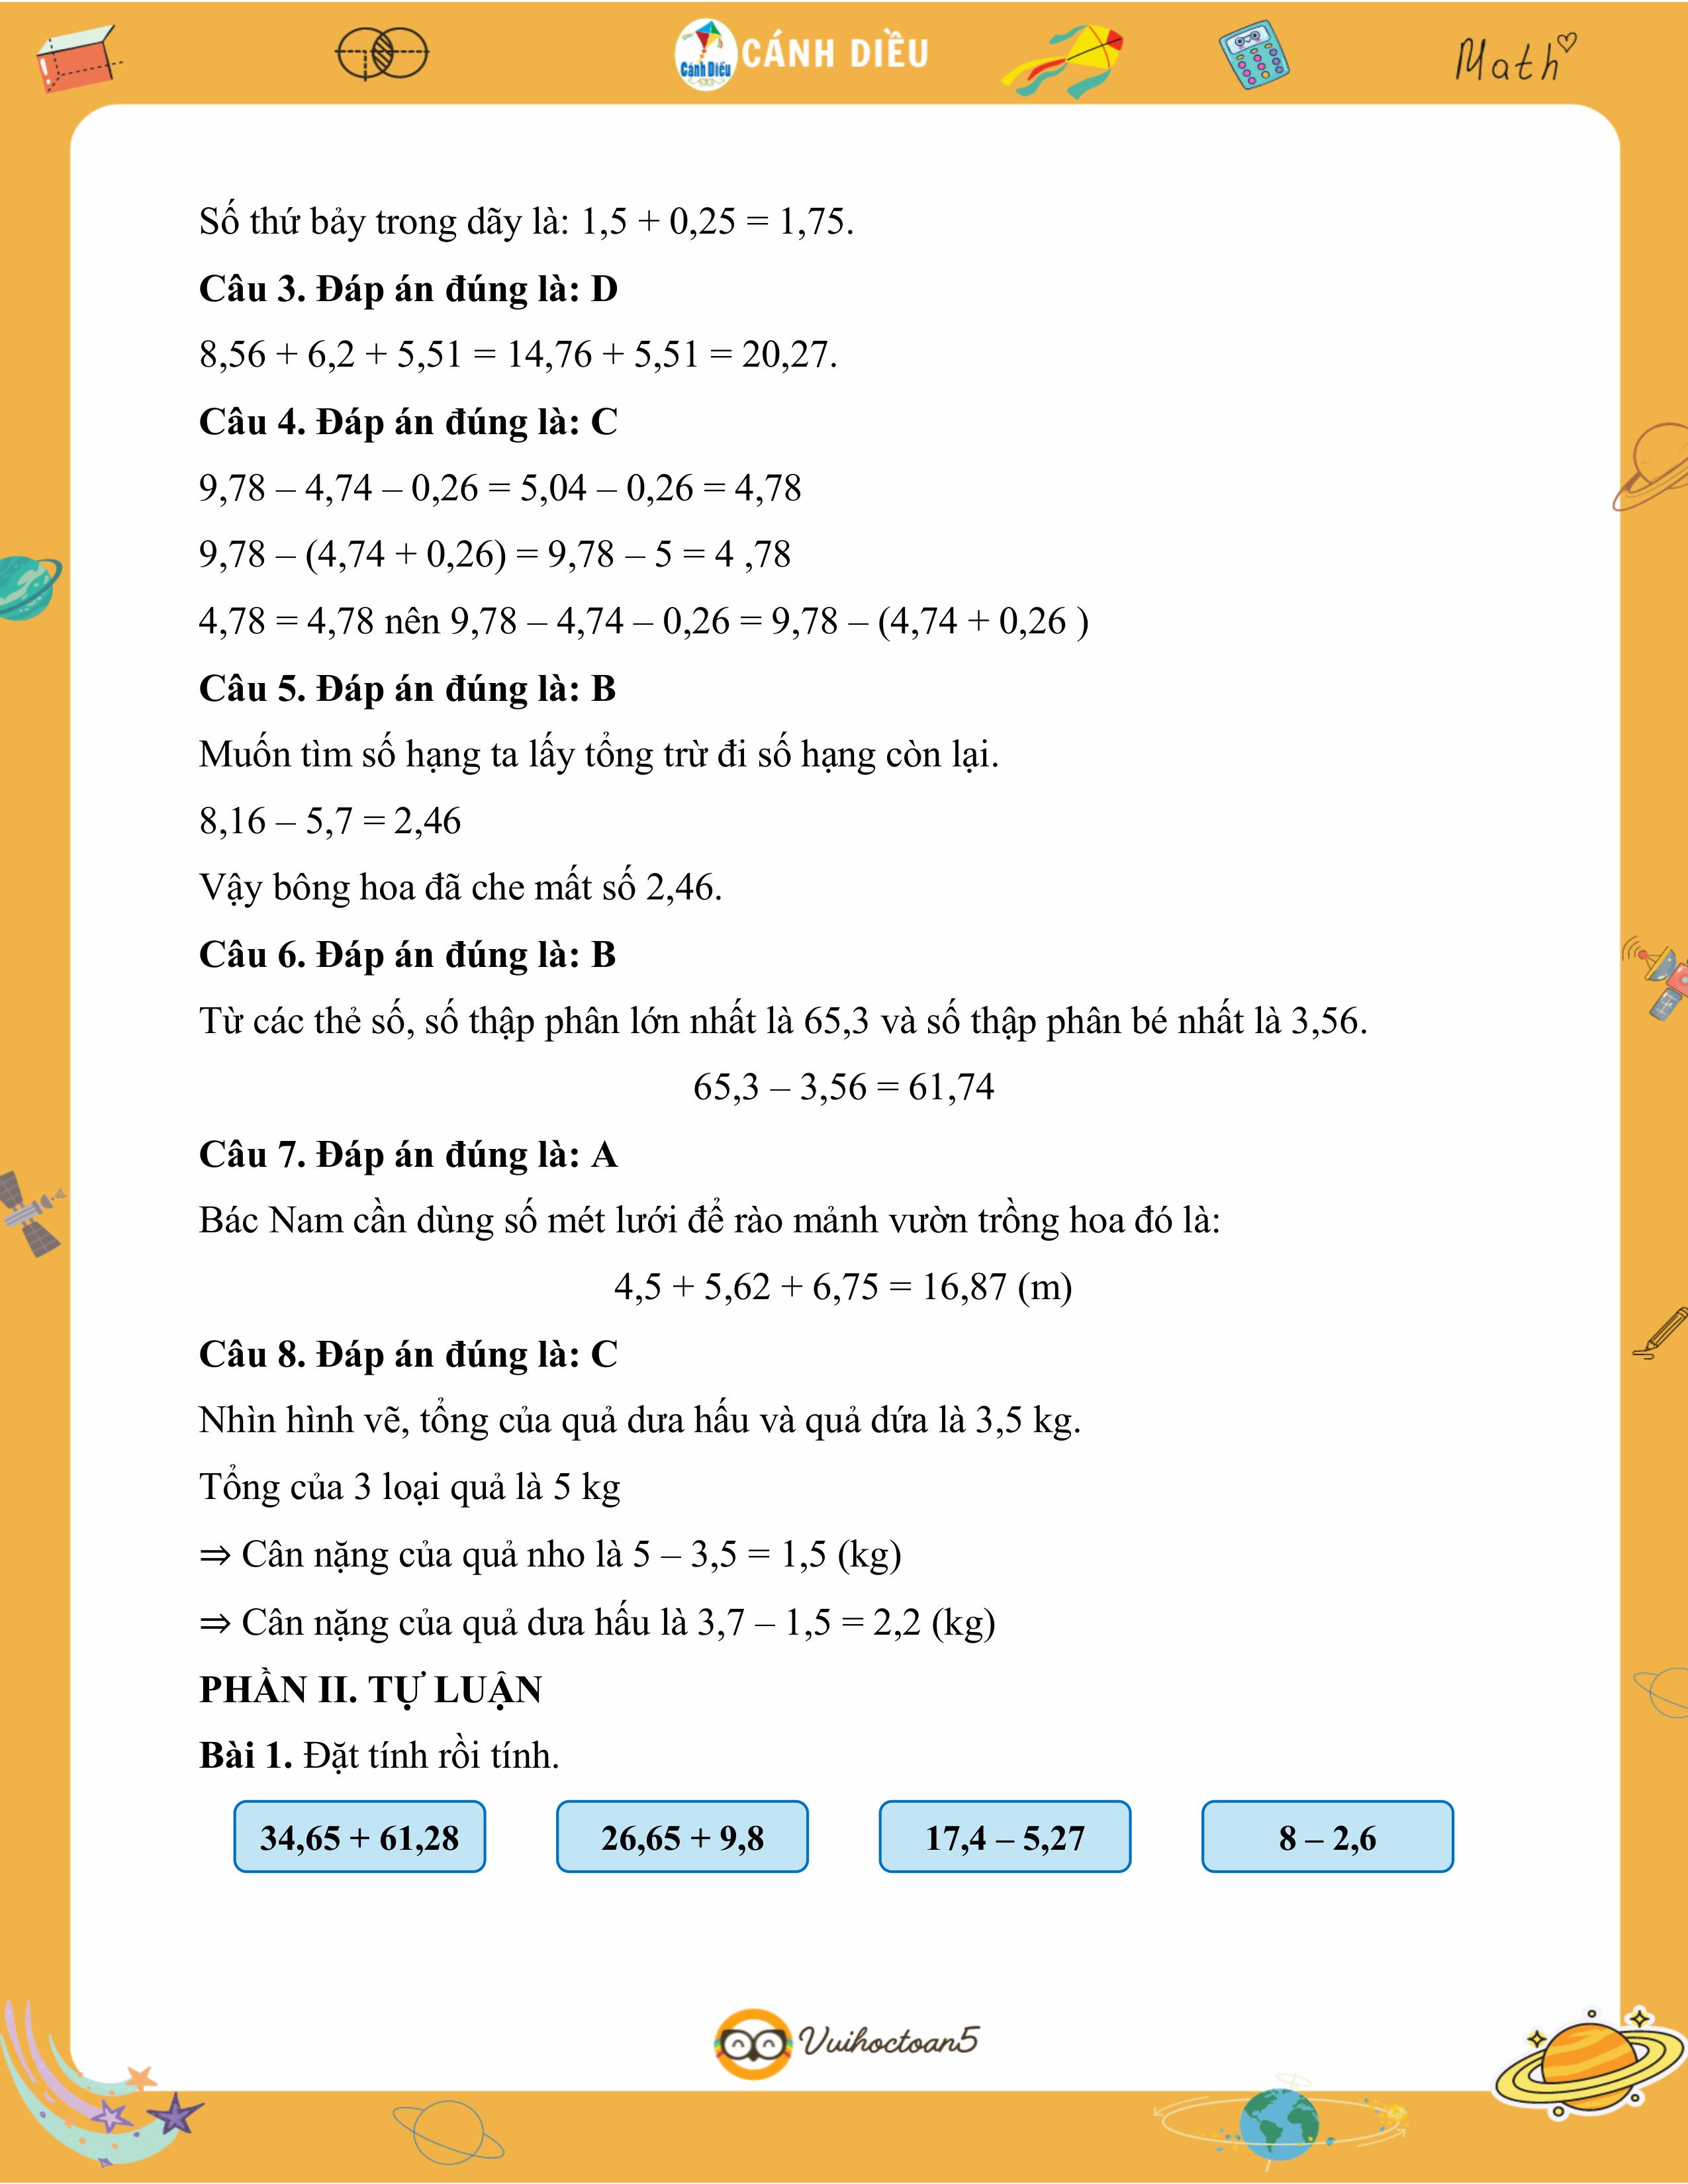 Cánh Diều CÁNH DIỀU
Math
Số thứ bảy trong dãy là: 1,5 + 0,25 = 1,75.
Câu 3. Đáp án đúng là: D
8,56 + 6,2 + 5,51 = 14,76 + 5,51 = 20,27.
Câu 4. Đáp án đúng là: C
9,78 – 4,74 – 0,26 = 5,04 – 0,26 = 4,78
9,78 – (4,74 + 0,26) = 9,78 – 5 = 4 ,78
4,78 = 4,78 nên 9,78 – 4,74 – 0,26 = 9,78 – (4,74 + 0,26 )
Câu 5. Đáp án đúng là: B
Muốn tìm số hạng ta lấy tổng trừ đi số hạng còn lại.
8,16 – 5,7 = 2,46
Vậy bông hoa đã che mất số 2,46.
Câu 6. Đáp án đúng là: B
Từ các thẻ số, số thập phân lớn nhất là 65,3 và số thập phân bé nhất là 3,56.
65,3 – 3,56 = 61,74
Câu 7. Đáp án đúng là: A
Bác Nam cần dùng số mét lưới để rào mảnh vườn trồng hoa đó là:
4,5 + 5,62 + 6,75 = 16,87 (m)
Câu 8. Đáp án đúng là: C
Nhìn hình vẽ, tổng của quả dưa hấu và quả dứa là 3,5 kg.
Tổng của 3 loại quả là 5 kg
⇒ Cân nặng của quả nho là 5 – 3,5 = 1,5 (kg)
⇒ Cân nặng của quả dưa hấu là 3,7 – 1,5 = 2,2 (kg)
PHẦN II. TỰ LUẬN
Bài 1. Đặt tính rồi tính.
34,65 + 61,28 26,65 + 9,8 17,4 – 5,27 8 – 2,6
Vuihoctoan5